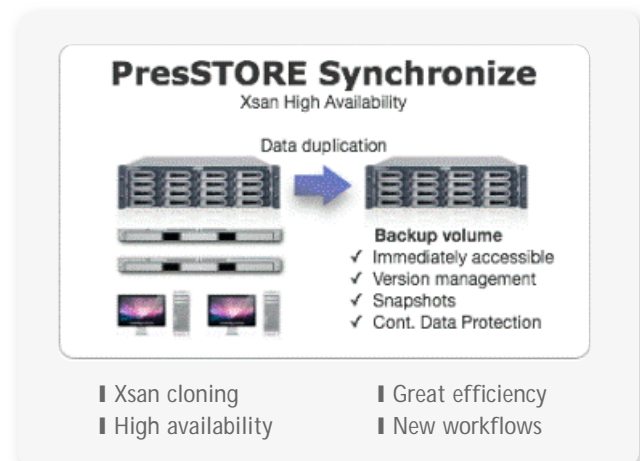 PresSTORE Synchronize
Xsan High Availability
Data duplication
Backup volume
✓ Immediately accessible
✓ Version management
✓ Snapshots
✓ Cont. Data Protection
Xsan cloning
High availability
Great efficiency
New workflows